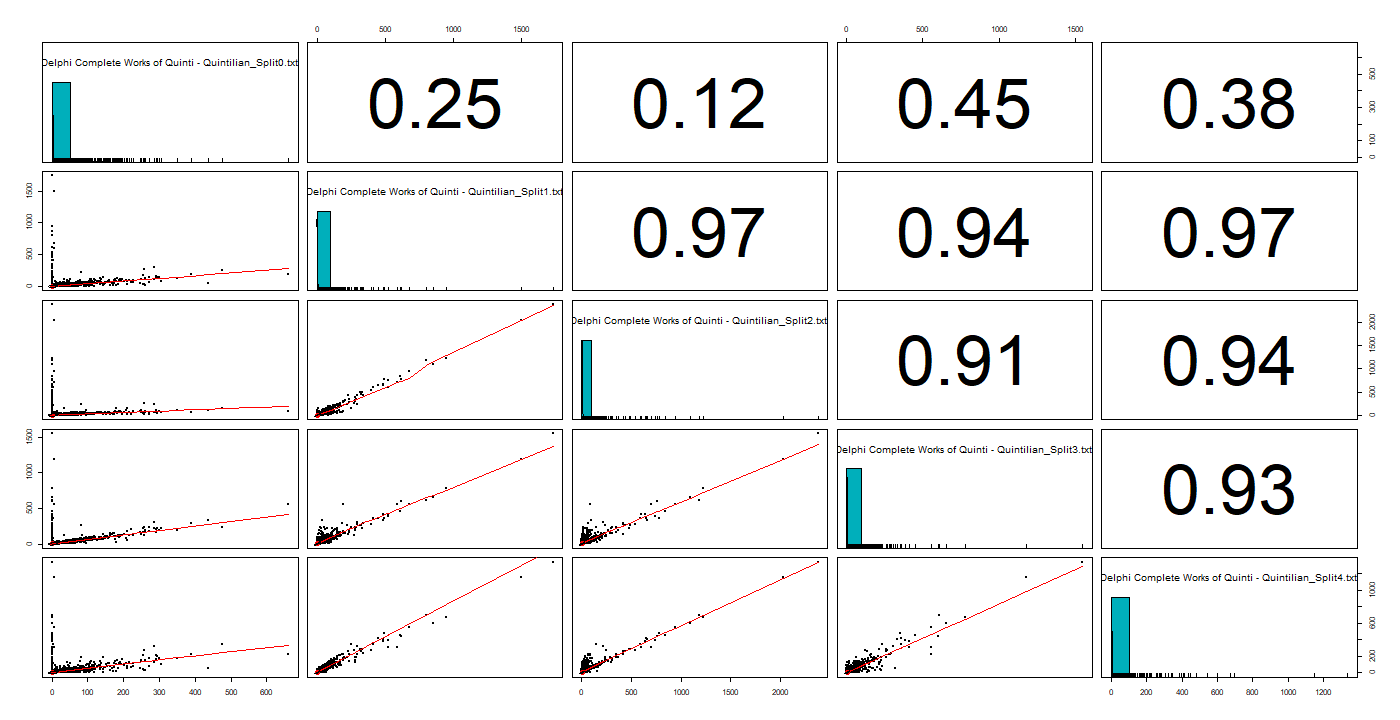 0 500 1000 1500 0 500 1000 1500
Delphi Complete Works of Quinti - Quintilian_Split0.txt
0.25
0.12
0.45
0.38
0 100 300 500
0 500 1000 1500
Delphi Complete Works of Quinti - Quintilian_Split1.txt
0.97
0.94
0.97
Delphi Complete Works of Quinti - Quintilian_Split2.txt
0.91
0.94
0 500 1000 1500 2000
0 500 1000 1500
Delphi Complete Works of Quinti - Quintilian_Split3.txt
0.93
Delphi Complete Works of Quinti - Quintilian_Split4.txt
0 200 600 1000
0 100 200 300 400 500 600
0 500 1000 1500 2000
0 200 400 600 800 1000 1200